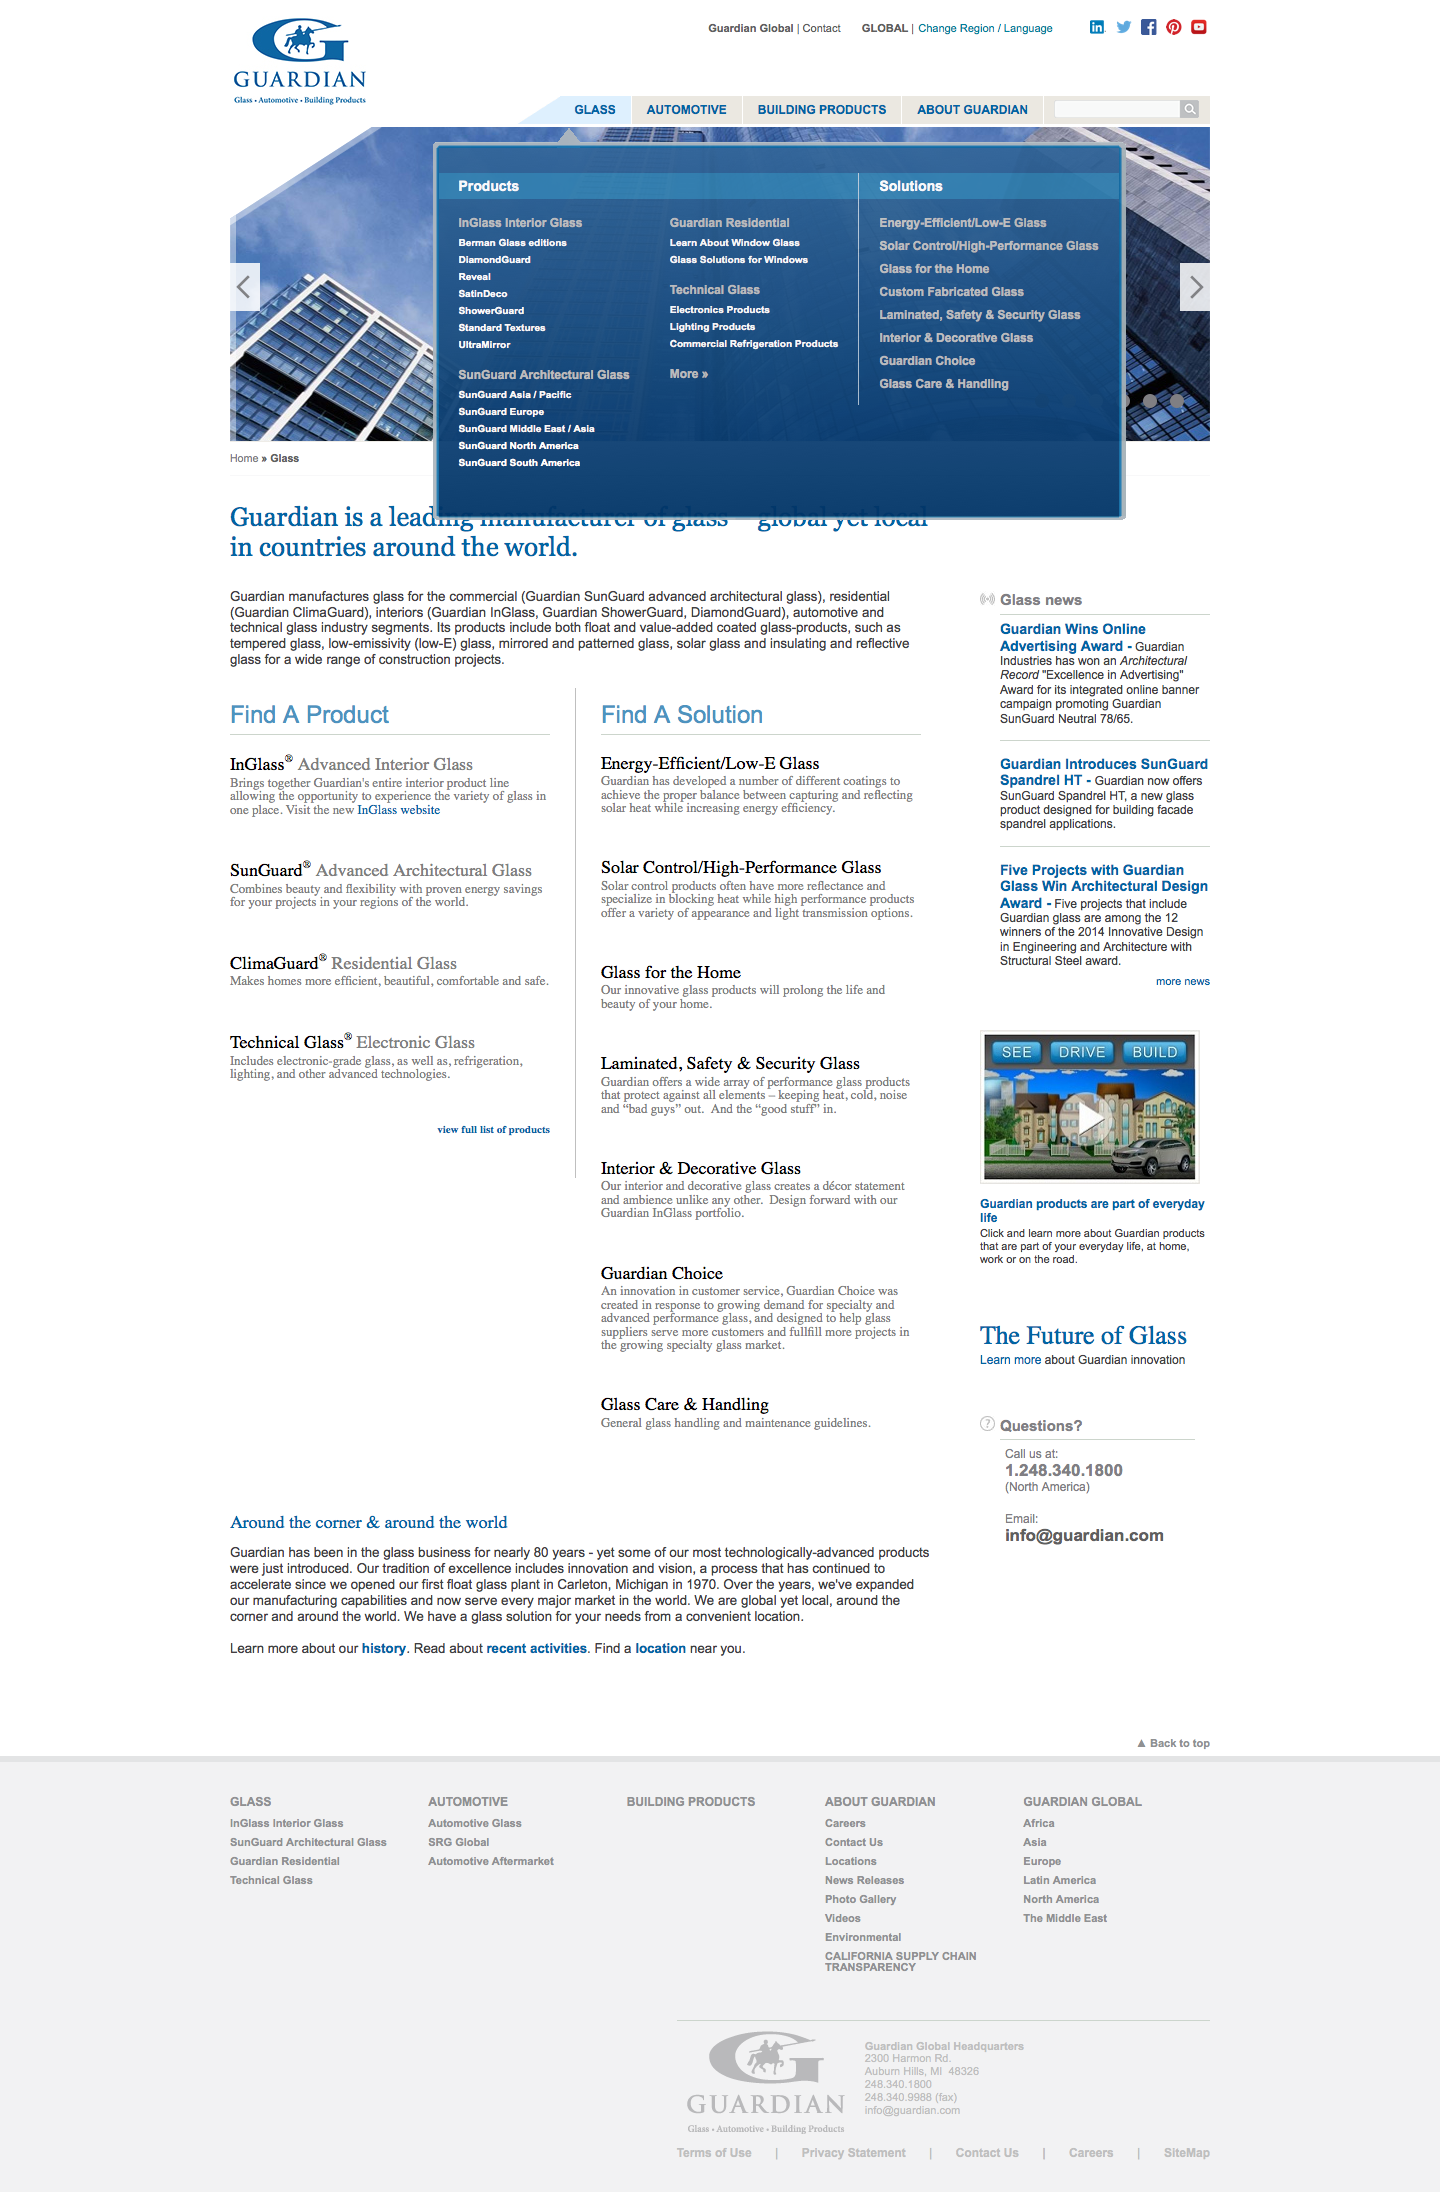 Guardian Global | Contact
GLOBAL | Change Region / Language
GUARDIAN
Glass • Automotive • Building Products
GLASS
AUTOMOTIVE
BUILDING PRODUCTS
ABOUT GUARDIAN
Products
InGlass Interior Glass
Berman Glass editions
DiamondGuard
Reveal
SatinDeco
ShowerGuard
Standard Textures
UltraMirror
SunGuard Architectural Glass
SunGuard Asia / Pacific
SunGuard Europe
SunGuard Middle East / Asia
SunGuard North America
SunGuard South America
Guardian Residential
Learn About Window Glass
Glass Solutions for Windows
Technical Glass
Electronics Products
Lighting Products
Commercial Refrigeration Products
More »
Solutions
Energy-Efficient/Low-E Glass
Solar Control/High-Performance Glass
Glass for the Home
Custom Fabricated Glass
Laminated, Safety & Security Glass
Interior & Decorative Glass
Guardian Choice
Glass Care & Handling
Home » Glass
Guardian is a leading manufacturer of glass – global yet local
in countries around the world.
Guardian manufactures glass for the commercial (Guardian SunGuard advanced architectural glass), residential
(Guardian ClimaGuard), interiors (Guardian InGlass, Guardian ShowerGuard, DiamondGuard), automotive and
technical glass industry segments. Its products include both float and value-added coated glass-products, such as
tempered glass, low-emissivity (low-E) glass, mirrored and patterned glass, solar glass and insulating and reflective
glass for a wide range of construction projects.
Find A Product
InGlass® Advanced Interior Glass
Brings together Guardian's entire interior product line
allowing the opportunity to experience the variety of glass in
one place. Visit the new InGlass website
SunGuard® Advanced Architectural Glass
Combines beauty and flexibility with proven energy savings
for your projects in your regions of the world.
ClimaGuard® Residential Glass
Makes homes more efficient, beautiful, comfortable and safe.
Technical Glass® Electronic Glass
Includes electronic-grade glass, as well as, refrigeration,
lighting, and other advanced technologies.
view full list of products
Find A Solution
Energy-Efficient/Low-E Glass
Guardian has developed a number of different coatings to
achieve the proper balance between capturing and reflecting
solar heat while increasing energy efficiency.
Solar Control/High-Performance Glass
Solar control products often have more reflectance and
specialize in blocking heat while high performance products
offer a variety of appearance and light transmission options.
Glass for the Home
Our innovative glass products will prolong the life and
beauty of your home.
Laminated, Safety & Security Glass
Guardian offers a wide array of performance glass products
that protect against all elements – keeping heat, cold, noise
and “bad guys” out. And the “good stuff” in.
Interior & Decorative Glass
Our interior and decorative glass creates a décor statement
and ambience unlike any other. Design forward with our
Guardian InGlass portfolio.
Guardian Choice
An innovation in customer service, Guardian Choice was
created in response to growing demand for specialty and
advanced performance glass, and designed to help glass
suppliers serve more customers and fullfill more projects in
the growing specialty glass market.
Glass Care & Handling
General glass handling and maintenance guidelines.
Glass news
Guardian Wins Online
Advertising Award - Guardian
Industries has won an Architectural
Record "Excellence in Advertising"
Award for its integrated online banner
campaign promoting Guardian
SunGuard Neutral 78/65.
Guardian Introduces SunGuard
Spandrel HT - Guardian now offers
SunGuard Spandrel HT, a new glass
product designed for building facade
spandrel applications.
Five Projects with Guardian
Glass Win Architectural Design
Award - Five projects that include
Guardian glass are among the 12
winners of the 2014 Innovative Design
in Engineering and Architecture with
Structural Steel award.
more news
SEE DRIVE BUILD
Guardian products are part of everyday
life
Click and learn more about Guardian products
that are part of your everyday life, at home,
work or on the road.
The Future of Glass
Learn more about Guardian innovation
Questions?
Call us at:
1.248.340.1800
(North America)
Email:
info@guardian.com
Around the corner & around the world
Guardian has been in the glass business for nearly 80 years - yet some of our most technologically-advanced products
were just introduced. Our tradition of excellence includes innovation and vision, a process that has continued to
accelerate since we opened our first float glass plant in Carleton, Michigan in 1970. Over the years, we've expanded
our manufacturing capabilities and now serve every major market in the world. We are global yet local, around the
corner and around the world. We have a glass solution for your needs from a convenient location.
Learn more about our history. Read about recent activities. Find a location near you.
▲ Back to top
GLASS
InGlass Interior Glass
SunGuard Architectural Glass
Guardian Residential
Technical Glass
AUTOMOTIVE
Automotive Glass
SRG Global
Automotive Aftermarket
BUILDING PRODUCTS
ABOUT GUARDIAN
Careers
Contact Us
Locations
News Releases
Photo Gallery
Videos
Environmental
CALIFORNIA SUPPLY CHAIN
TRANSPARENCY
GUARDIAN GLOBAL
Africa
Asia
Europe
Latin America
North America
The Middle East
GUARDIAN
Glass • Automotive • Building Products
Guardian Global Headquarters
2300 Harmon Rd.
Auburn Hills, MI 48326
248.340.1800
248.340.9988 (fax)
info@guardian.com
Terms of Use | Privacy Statement | Contact Us | Careers | SiteMap